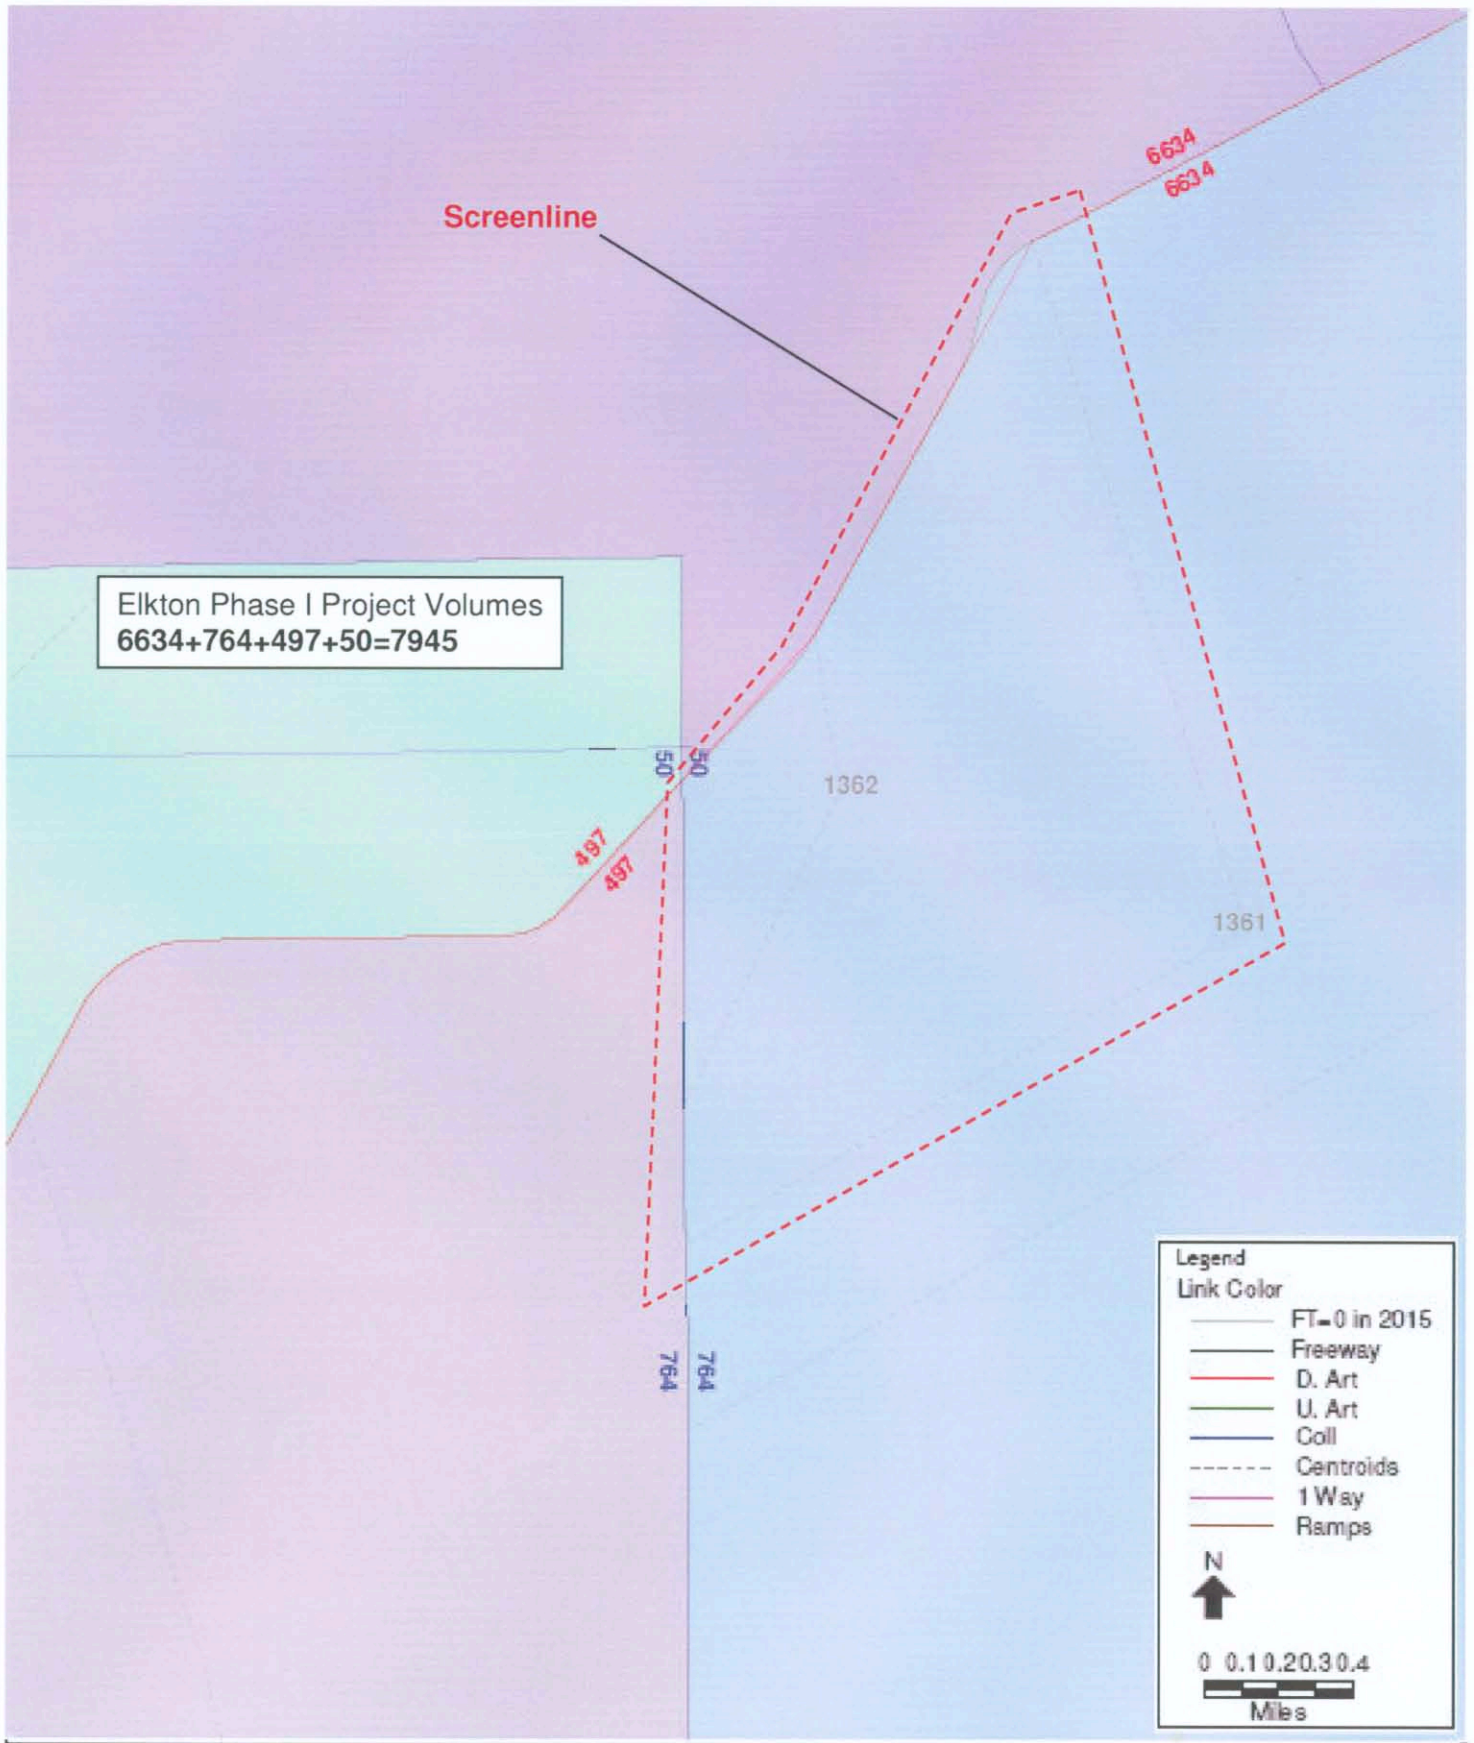 6634
6634
Screenline
Elkton Phase I Project Volumes
6634+764+497+50=7945
50
50
1362
497
497
1361
764
764
Legend
Link Color
FT=0 in 2015
Freeway
D. Art
U. Art
Coll
Centroids
1 Way
Ramps
N
0 0.1 0.2 0.3 0.4
Miles